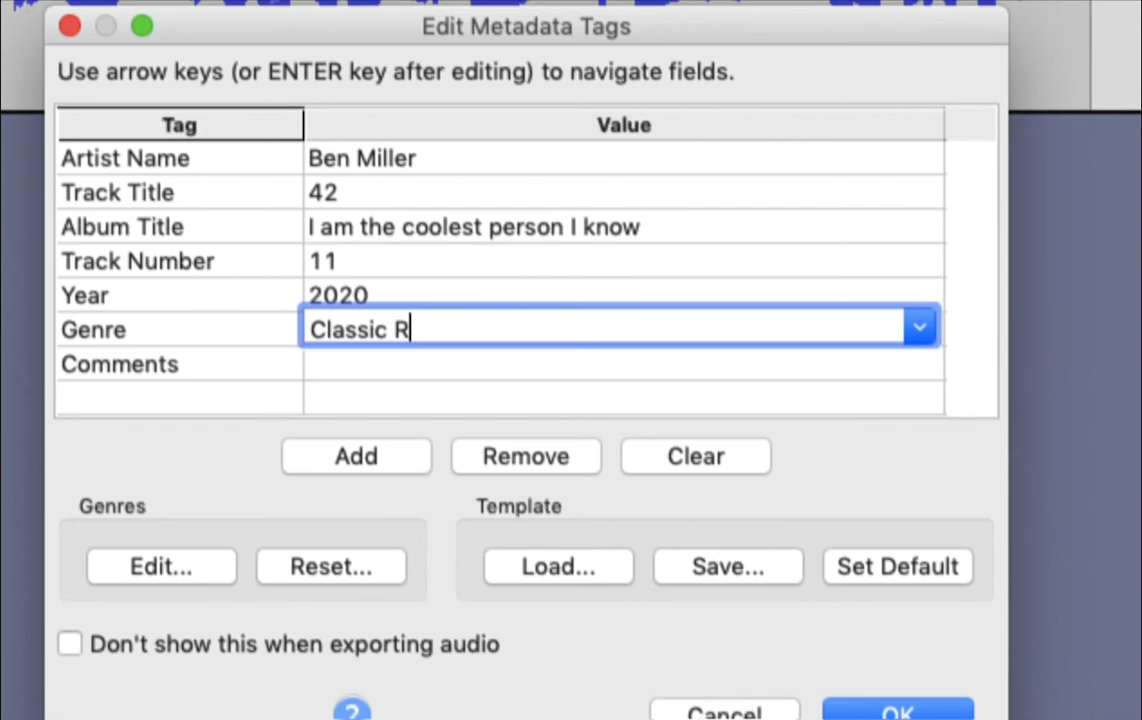 Edit Metadata Tags
Use arrow keys (or ENTER key after editing) to navigate fields.
Tag Value
Artist Name Ben Miller
Track Title 42
Album Title I am the coolest person I know
Track Number 11
Year 2020
Genre Classic R
Comments
Add Remove Clear
Genres Template
Edit... Reset... Load... Save... Set Default
Don't show this when exporting audio
? Cancel OK